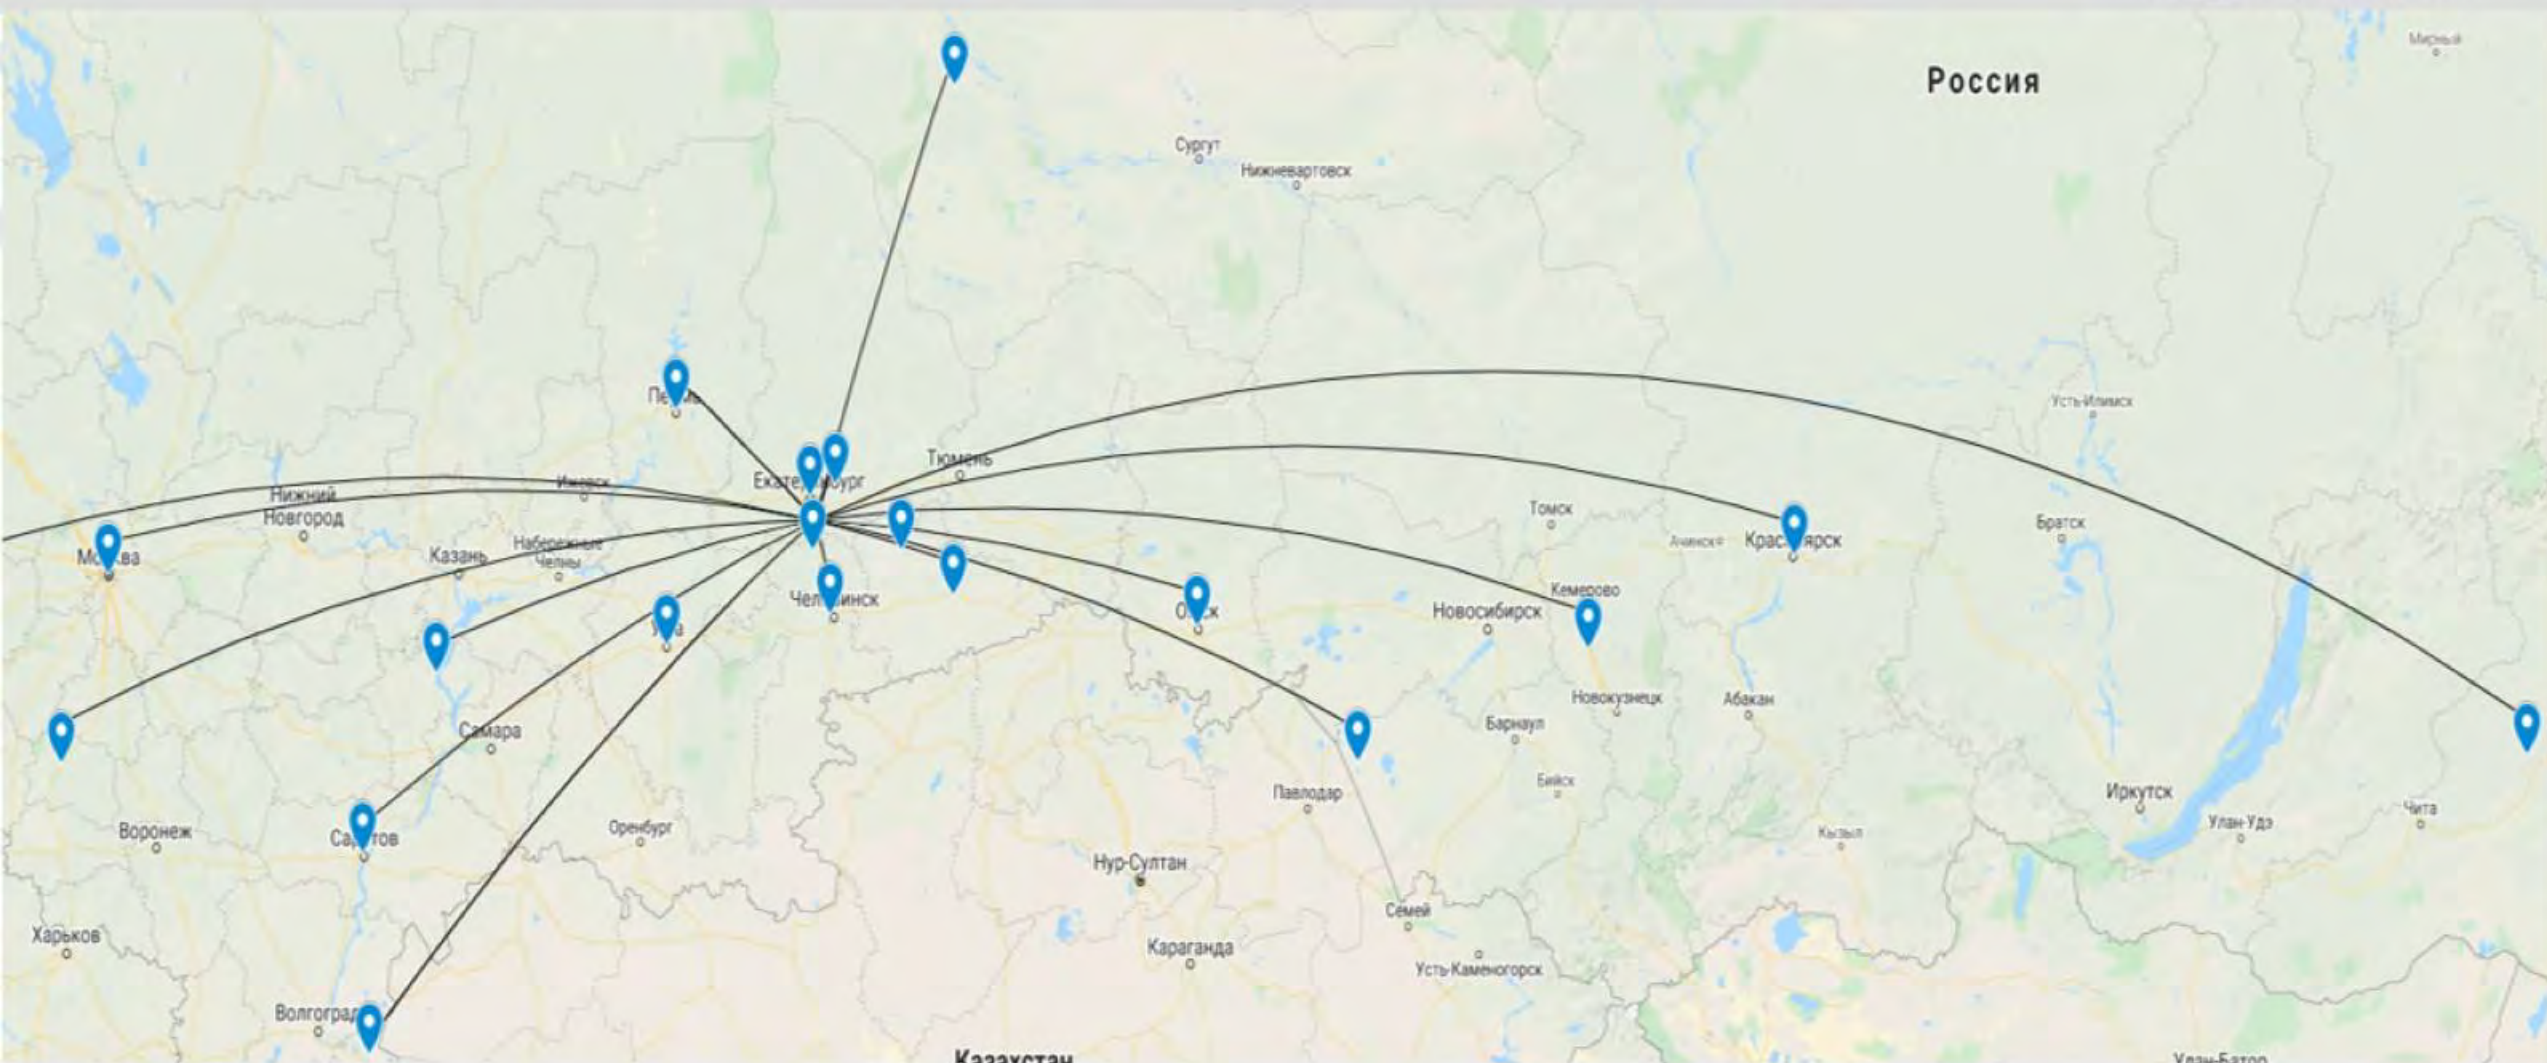 Мирный
Россия
Сургут
Нижневартовск
Усть-Илимск
Тюмень
Ижевск
Нижний
Новгород
Томск
Братск
Ачинск
Казань
Набережные
Челны
Кемерово
Новосибирск
Новокузнецк
Абакан
Барнаул
Самара
Бийск
Павлодар
Иркутск
Чита
Улан-Удэ
Оренбург
Воронеж
Кызыл
Нур-Султан
Семей
Харьков
Караганда
Усть-Каменогорск
Волгоград
Казахстан
Улан-Батор